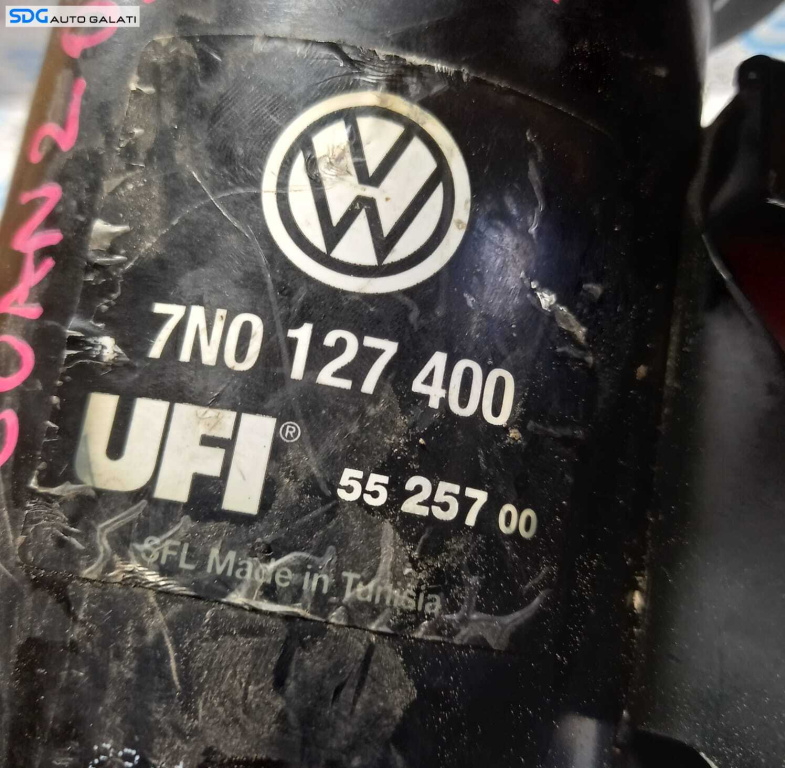 SDG AUTO GALATI
7N0 127 400
UFI® 55 257 00
SFL Made in Tunisia